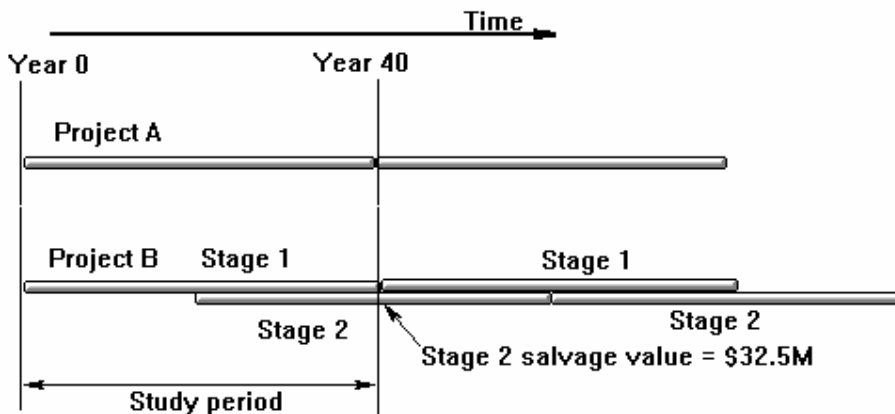 Time
Year 0 Year 40
Project A
Project B Stage 1 Stage 1
Stage 2 Stage 2
Stage 2 salvage value = $32.5M
Study period